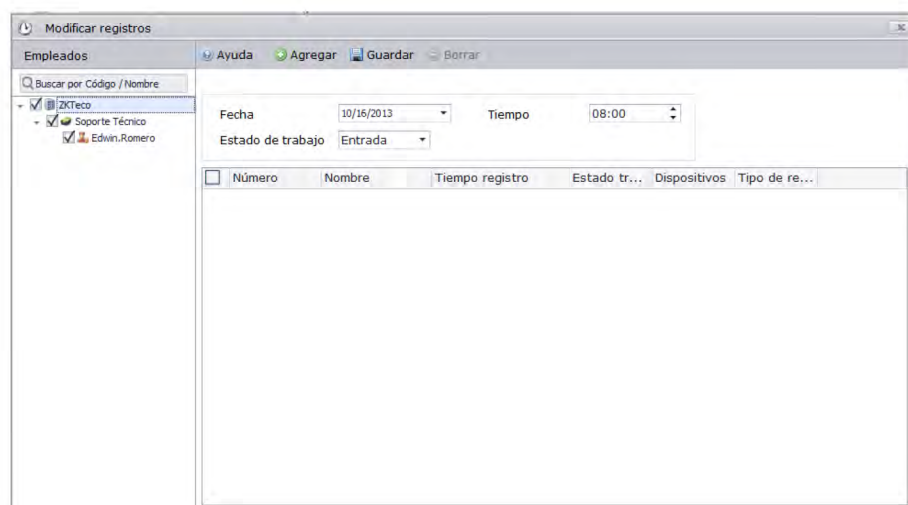 Modificar registros
Empleados
Ayuda Agregar Guardar Borrar
Buscar por Código / Nombre
ZKTeco
Soporte Técnico
Edwin.Romero
Fecha 10/16/2013 Tiempo 08:00
Estado de trabajo Entrada
Número Nombre Tiempo registro Estado tr... Dispositivos Tipo de re...